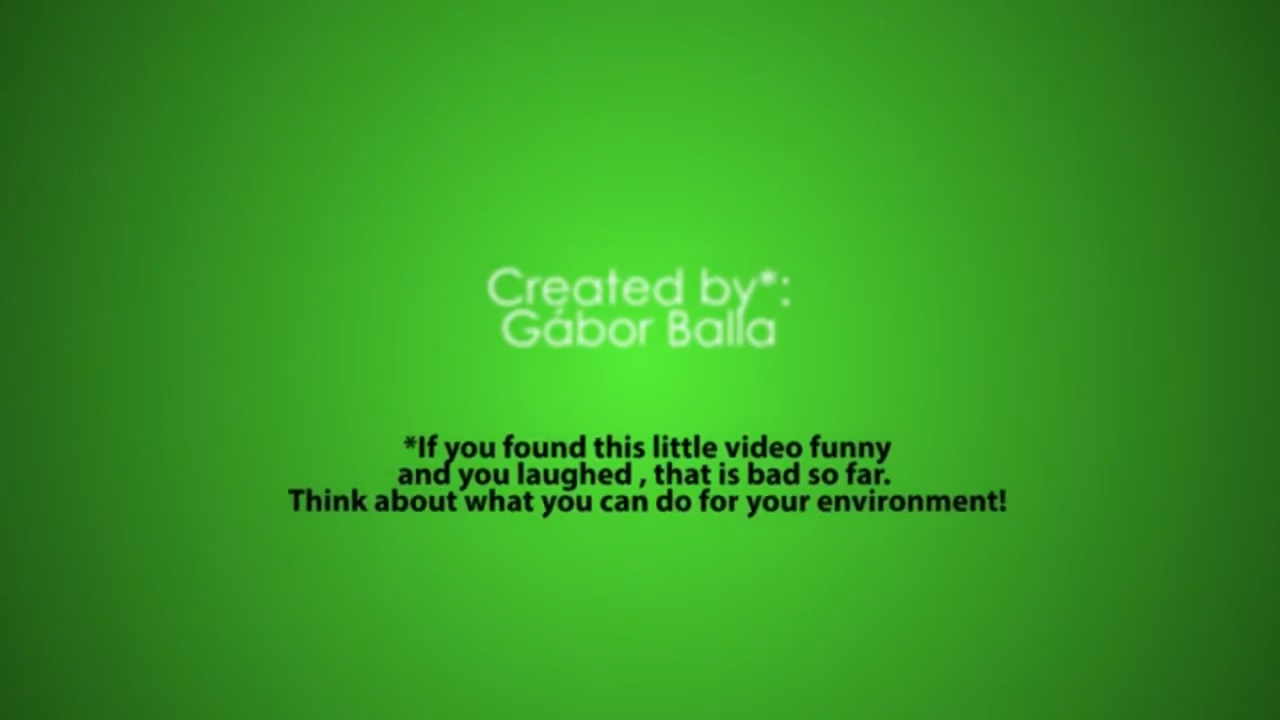 Created by*:
Gábor Balla
*If you found this little video funny
and you laughed , that is bad so far.
Think about what you can do for your environment!